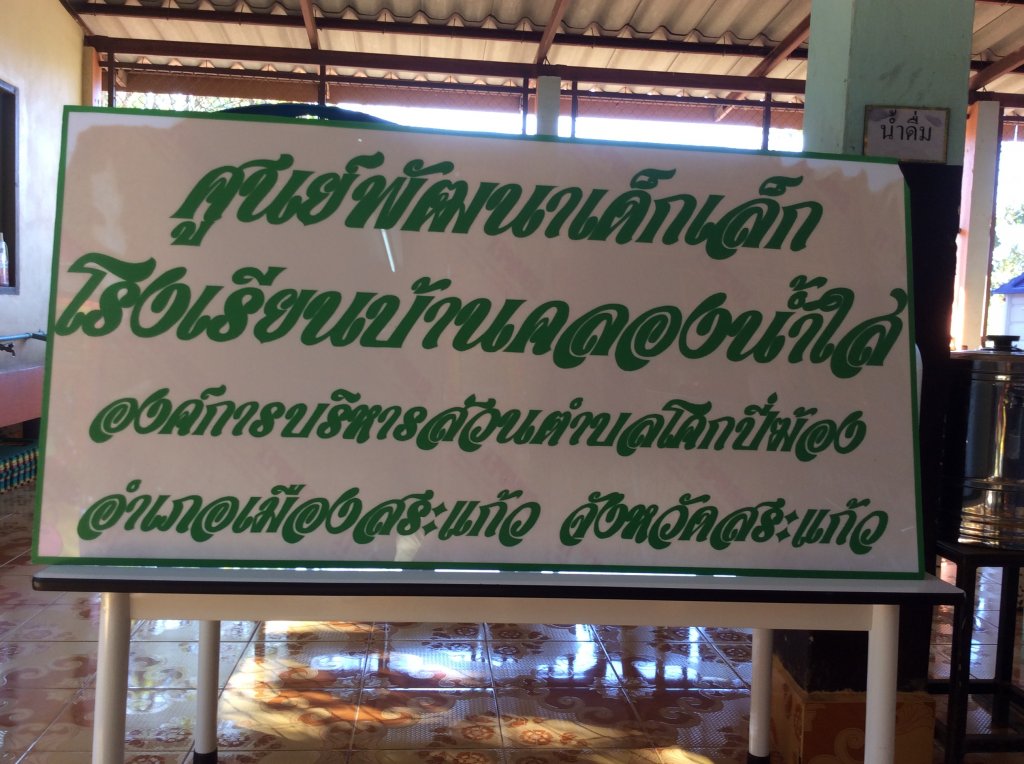 ศูนย์พัฒนาเด็กเล็ก
โรงเรียนบ้านคลองน้ำใส
องค์การบริหารส่วนตำบลโคกปี่ฆ้อง
อำเภอเมืองสระแก้ว จังหวัดสระแก้ว
น้ำดื่ม